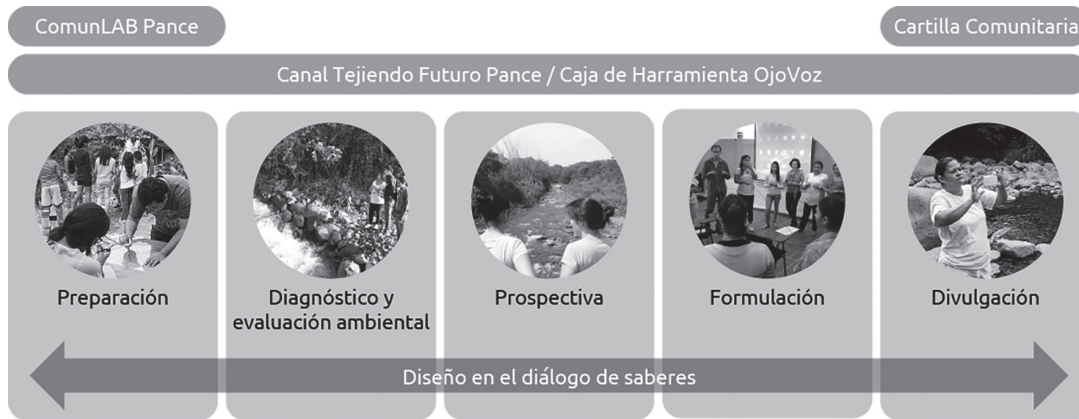 ComunLAB Pance
Cartilla Comunitaria
Canal Tejiendo Futuro Pance / Caja de Harramienta OjoVoz
Preparación
Diagnóstico y
evaluación ambiental
Prospectiva
Formulación
Divulgación
Diseño en el diálogo de saberes